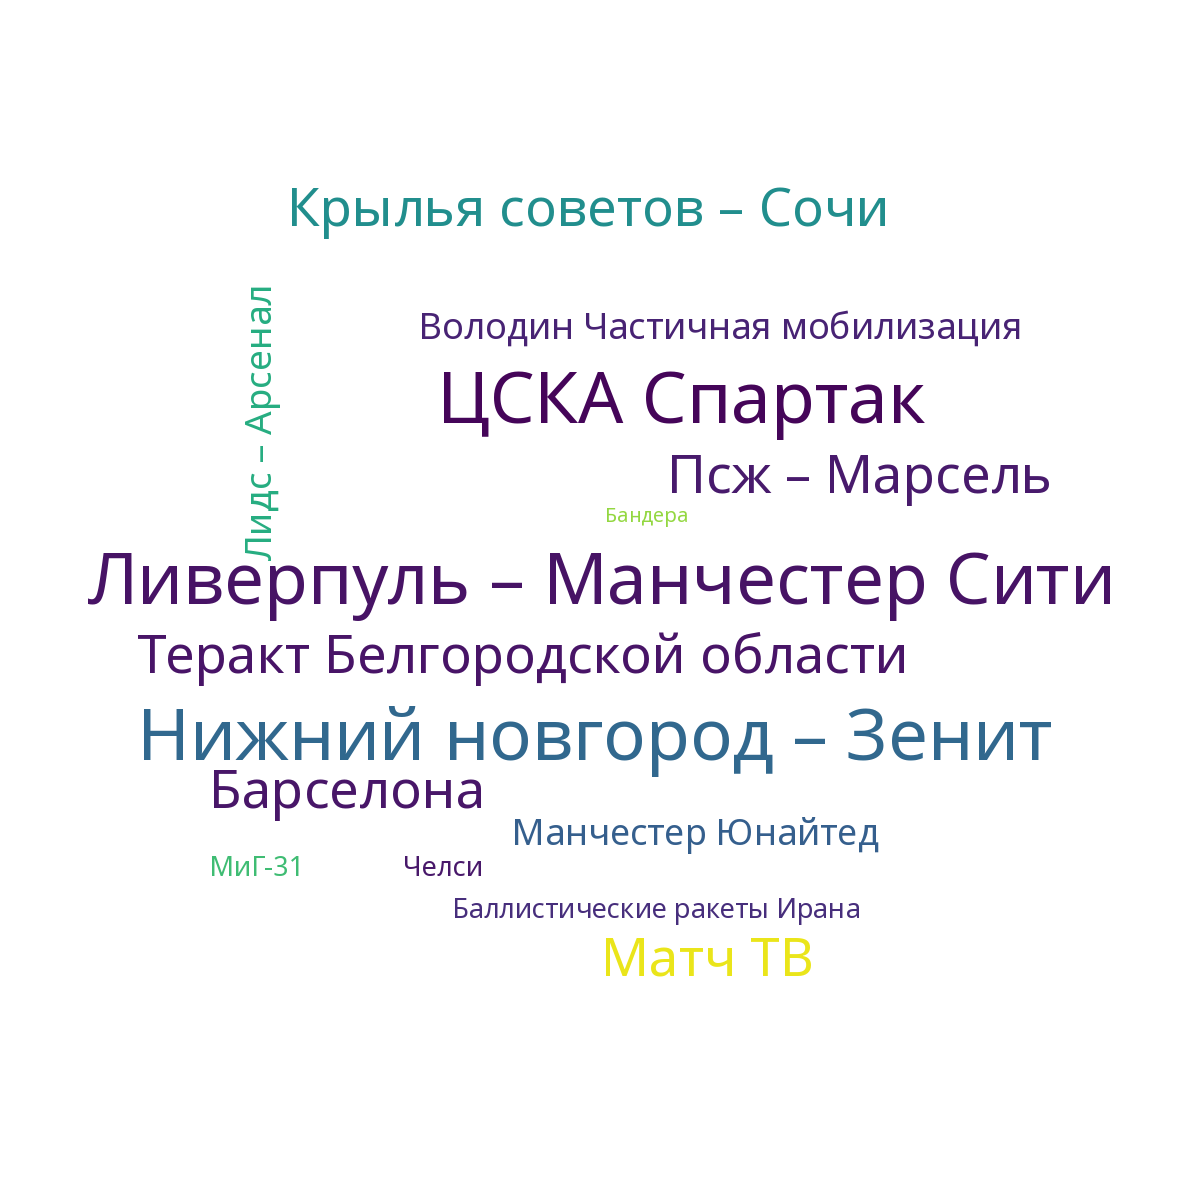 Крылья советов – Сочи
Лидс – Арсенал
Володин Частичная мобилизация
ЦСКА Спартак
Псж – Марсель
Бандера
Ливерпуль – Манчестер Сити
Теракт Белгородской области
Нижний новгород – Зенит
Барселона
Манчестер Юнайтед
МиГ-31
Челси
Баллистические ракеты Ирана
Матч ТВ